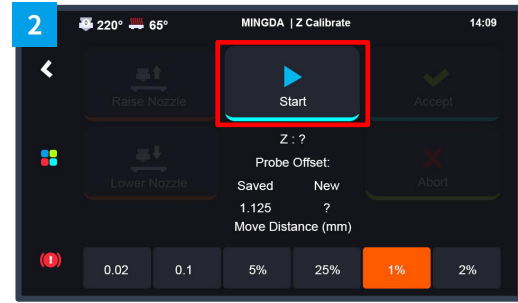 2
220° 65° MINGDA | Z Calibrate 14:09
Raise Nozzle Start Accept
Z : ?
Probe Offset:
Lower Nozzle Saved New Abort
1.125 ?
Move Distance (mm)
0.02 0.1 5% 25% 1% 2%